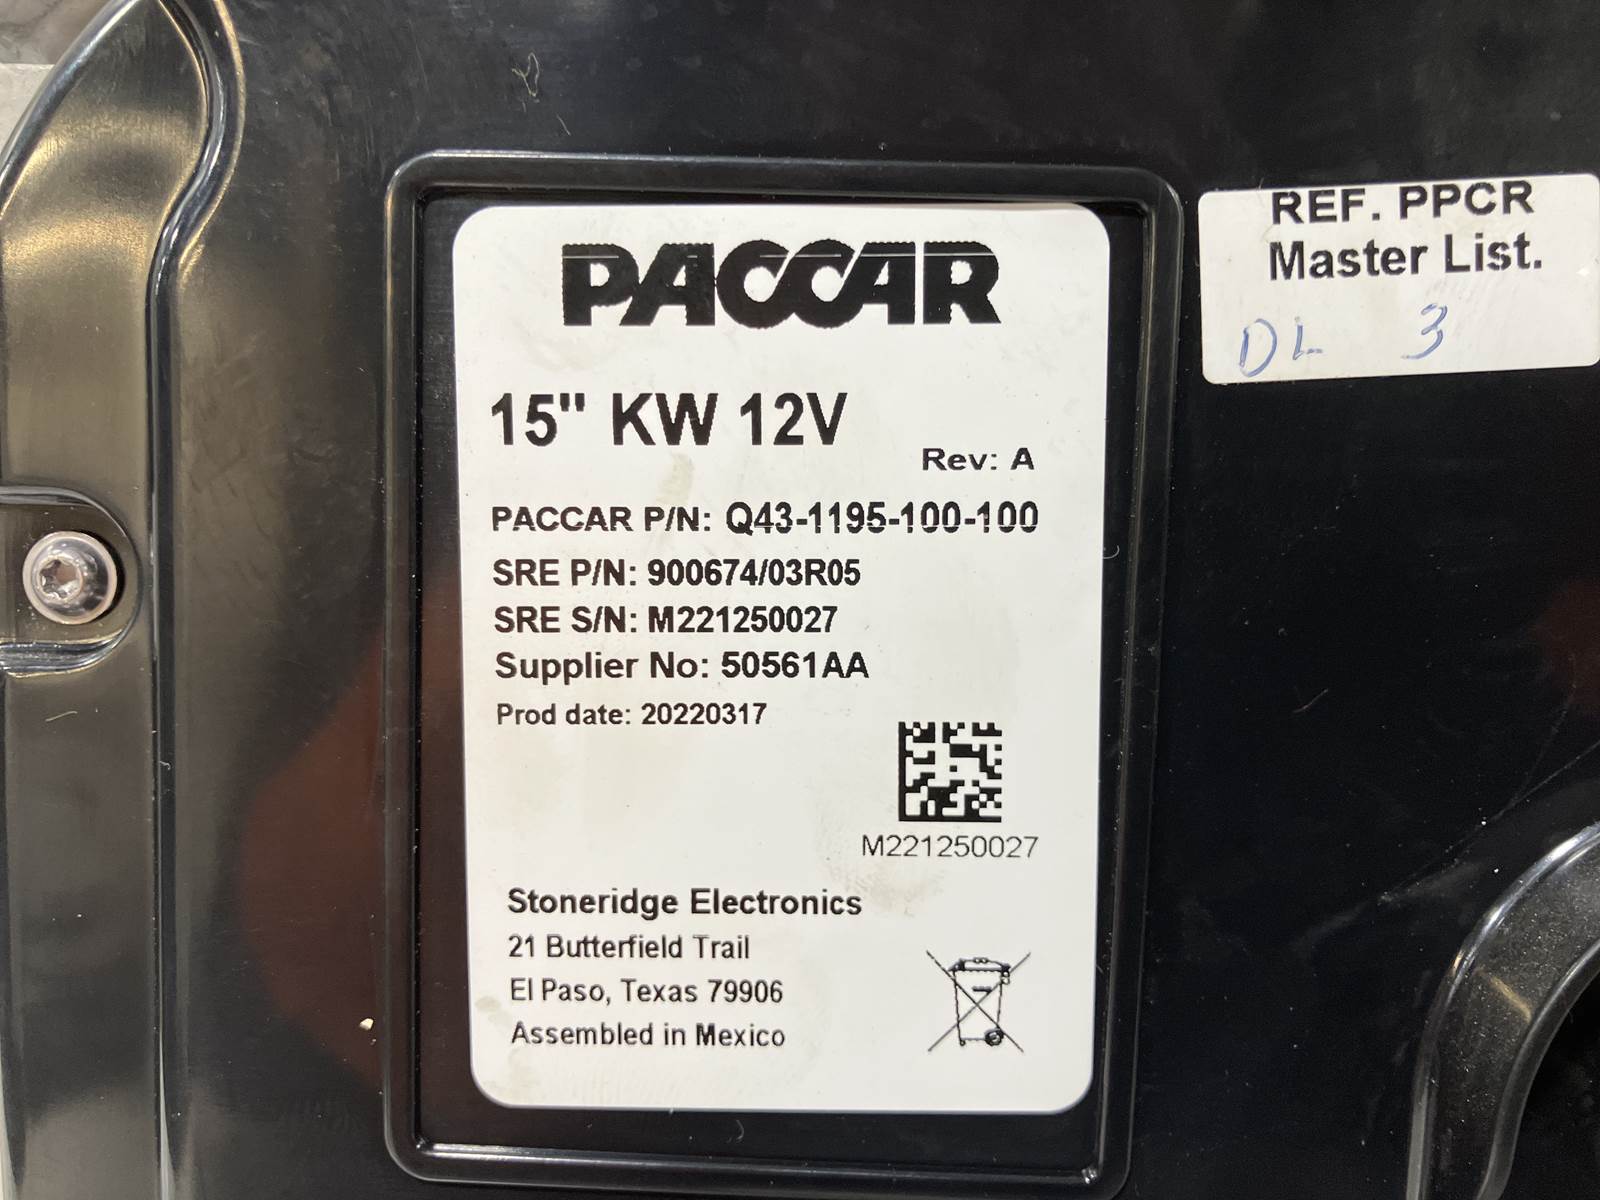 PACCAR
15" KW 12V
Rev: A
PACCAR P/N: Q43-1195-100-100
SRE P/N: 900674/03R05
SRE S/N: M221250027
Supplier No: 50561AA
Prod date: 20220317
M221250027
Stoneridge Electronics
21 Butterfield Trail
El Paso, Texas 79906
Assembled in Mexico
REF. PPCR
Master List.
DL 3